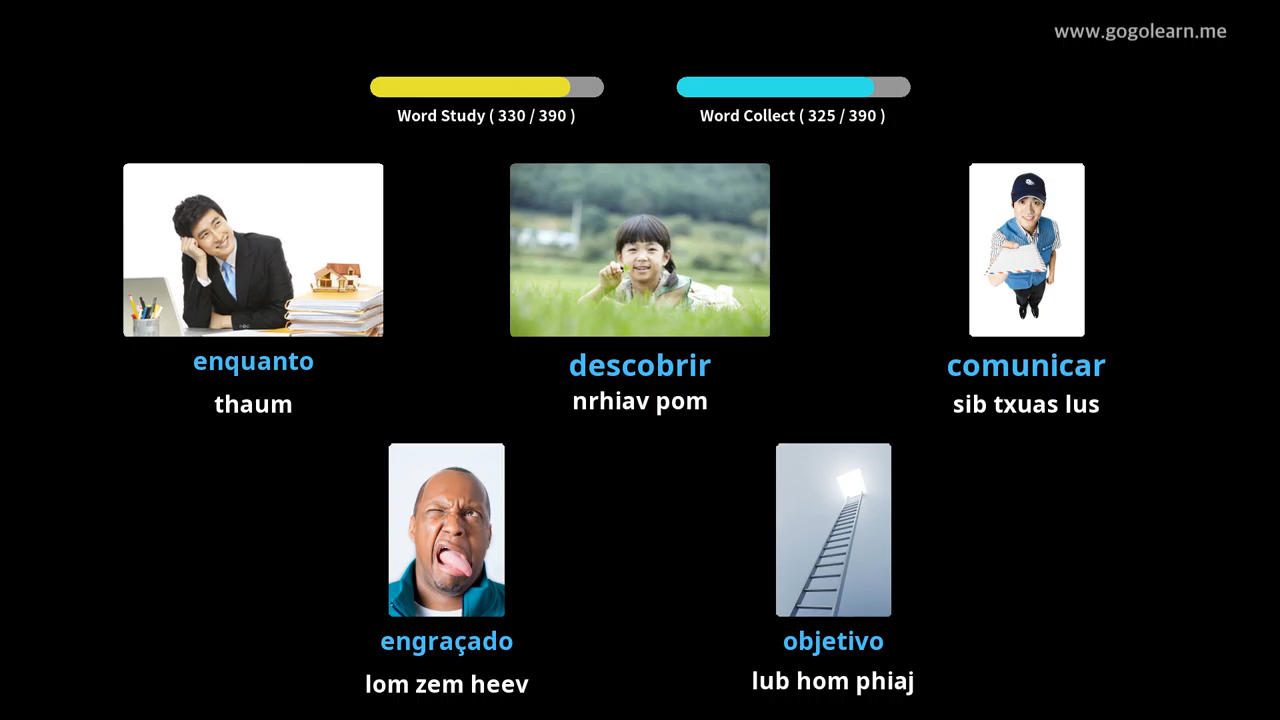 www.gogolearn.me
Word Study ( 330 / 390 )
Word Collect ( 325 / 390 )
enquanto
descobrir
comunicar
thaum
nrhiav pom
sib txuas lus
engraçado
objetivo
lom zem heev
lub hom phiaj